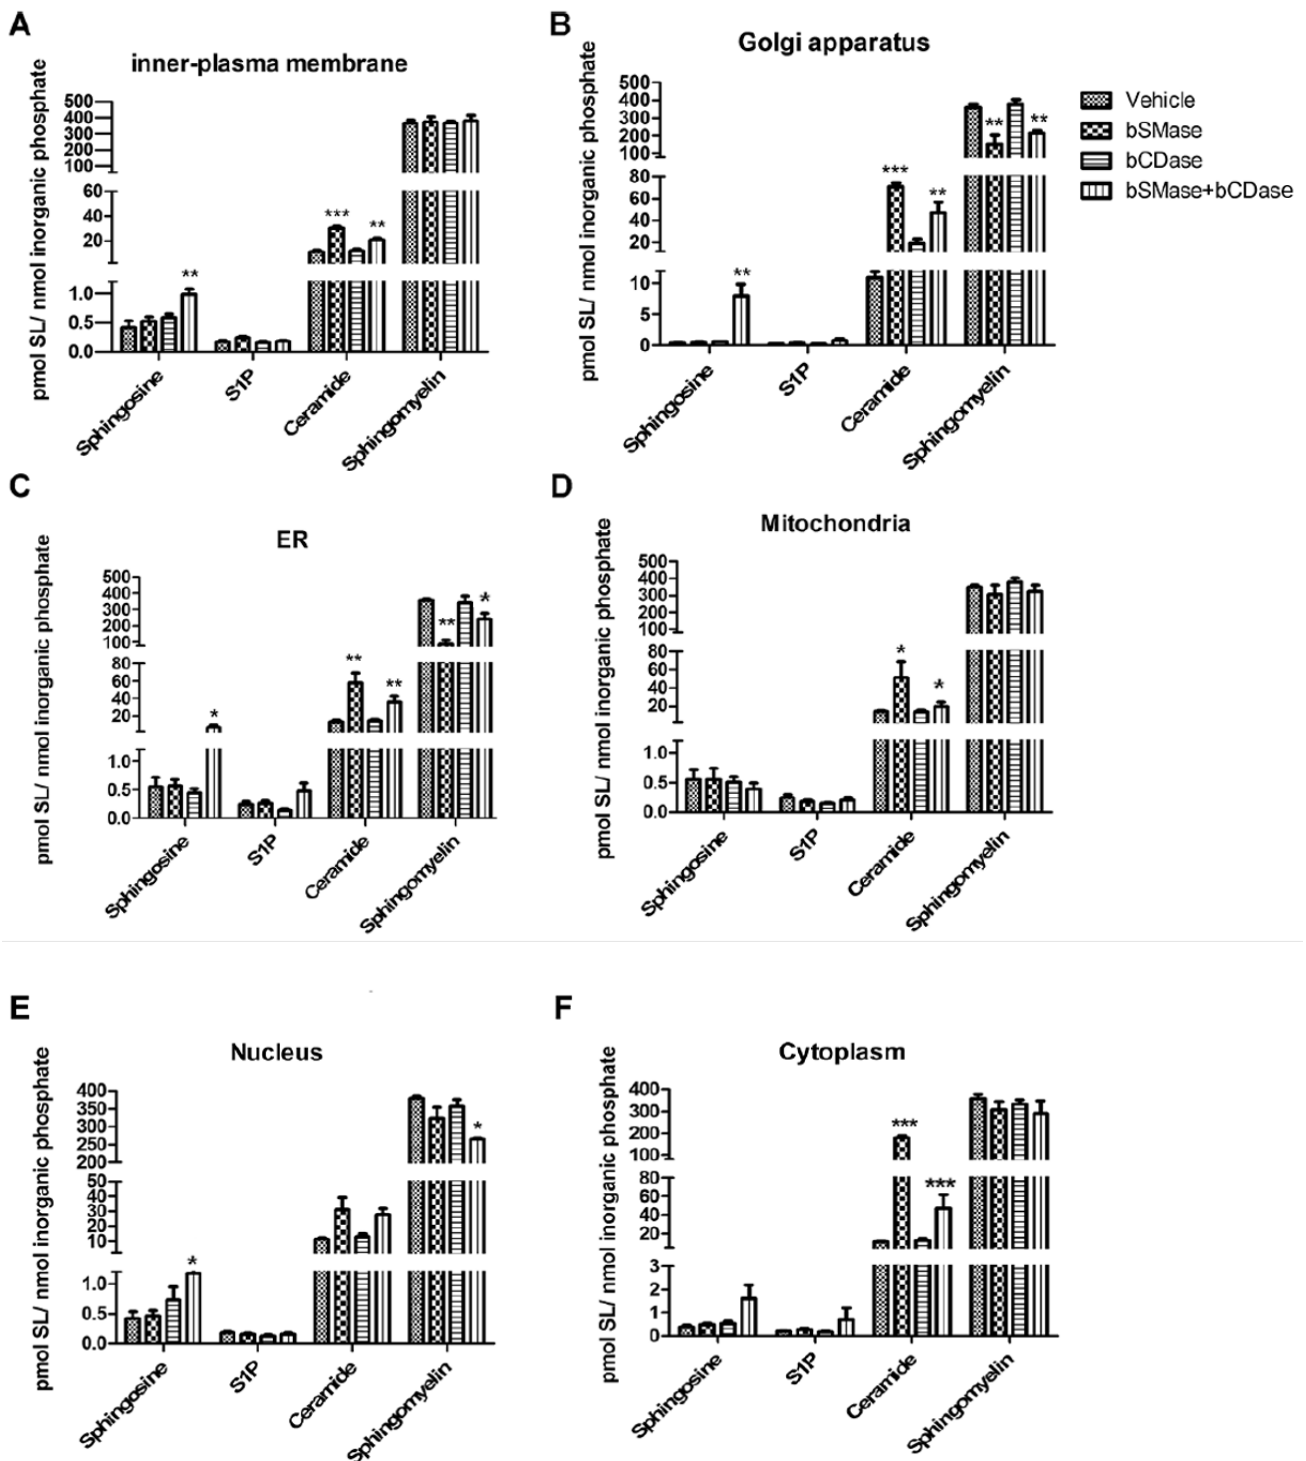 A
inner-plasma membrane
pmol SL/ nmol inorganic phosphate
500
400
300
200
100
60
40
20
1.0
0.5
0.0
***
**
**
Sphingosine
S1P
Ceramide
Sphingomyelin
B
Golgi apparatus
pmol SL/ nmol inorganic phosphate
500
400
300
200
100
80
60
40
20
10
5
0
**
***
**
**
**
Sphingosine
S1P
Ceramide
Sphingomyelin
Vehicle
bSMase
bCDase
bSMase+bCDase
C
ER
pmol SL/ nmol inorganic phosphate
500
400
300
200
100
80
60
40
20
1.0
0.5
0.0
*
**
**
**
*
Sphingosine
S1P
Ceramide
Sphingomyelin
D
Mitochondria
pmol SL/ nmol inorganic phosphate
500
400
300
200
100
80
60
40
20
1.0
0.5
0.0
*
*
Sphingosine
S1P
Ceramide
Sphingomyelin
E
Nucleus
pmol SL/ nmol inorganic phosphate
400
350
300
250
200
50
40
30
20
10
1.0
0.5
0.0
*
*
Sphingosine
S1P
Ceramide
Sphingomyelin
F
Cytoplasm
pmol SL/ nmol inorganic phosphate
400
300
200
100
80
60
40
20
3
2
1
0
***
***
Sphingosine
S1P
Ceramide
Sphingomyelin